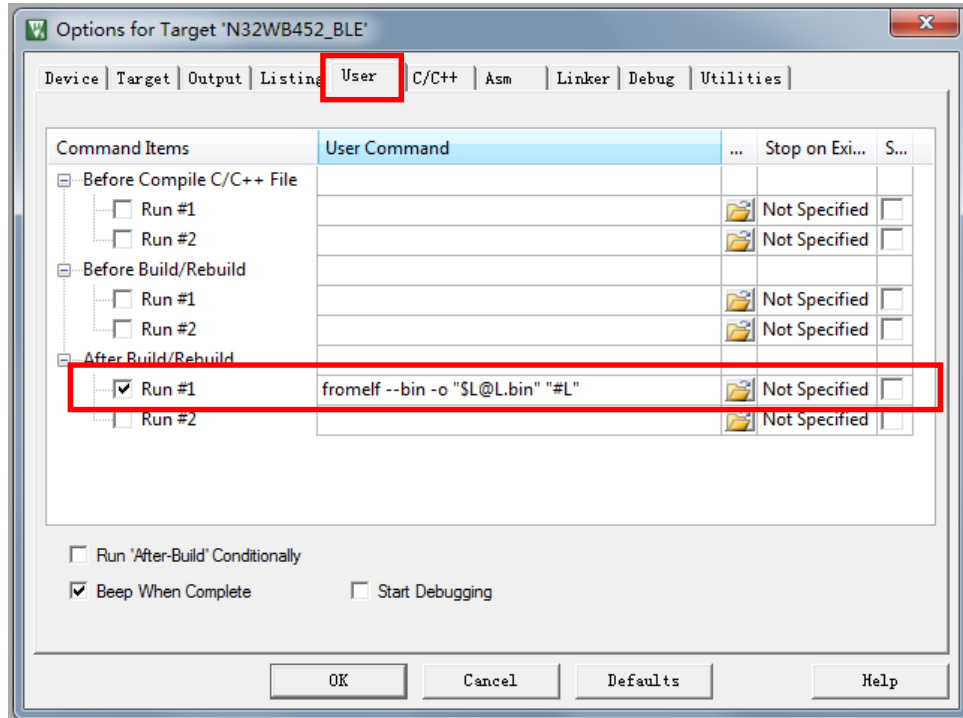 Options for Target 'N32WB452_BLE'
Device Target Output Listing User C/C++ Asm Linker Debug Utilities
Command Items User Command ... Stop on Exi... S...
Before Compile C/C++ File
Run #1 Not Specified
Run #2 Not Specified
Before Build/Rebuild
Run #1 Not Specified
Run #2 Not Specified
After Build/Rebuild
Run #1 fromelf --bin -o "$L@L.bin" "#L" Not Specified
Run #2 Not Specified
Run 'After-Build' Conditionally
Beep When Complete Start Debugging
OK Cancel Defaults Help